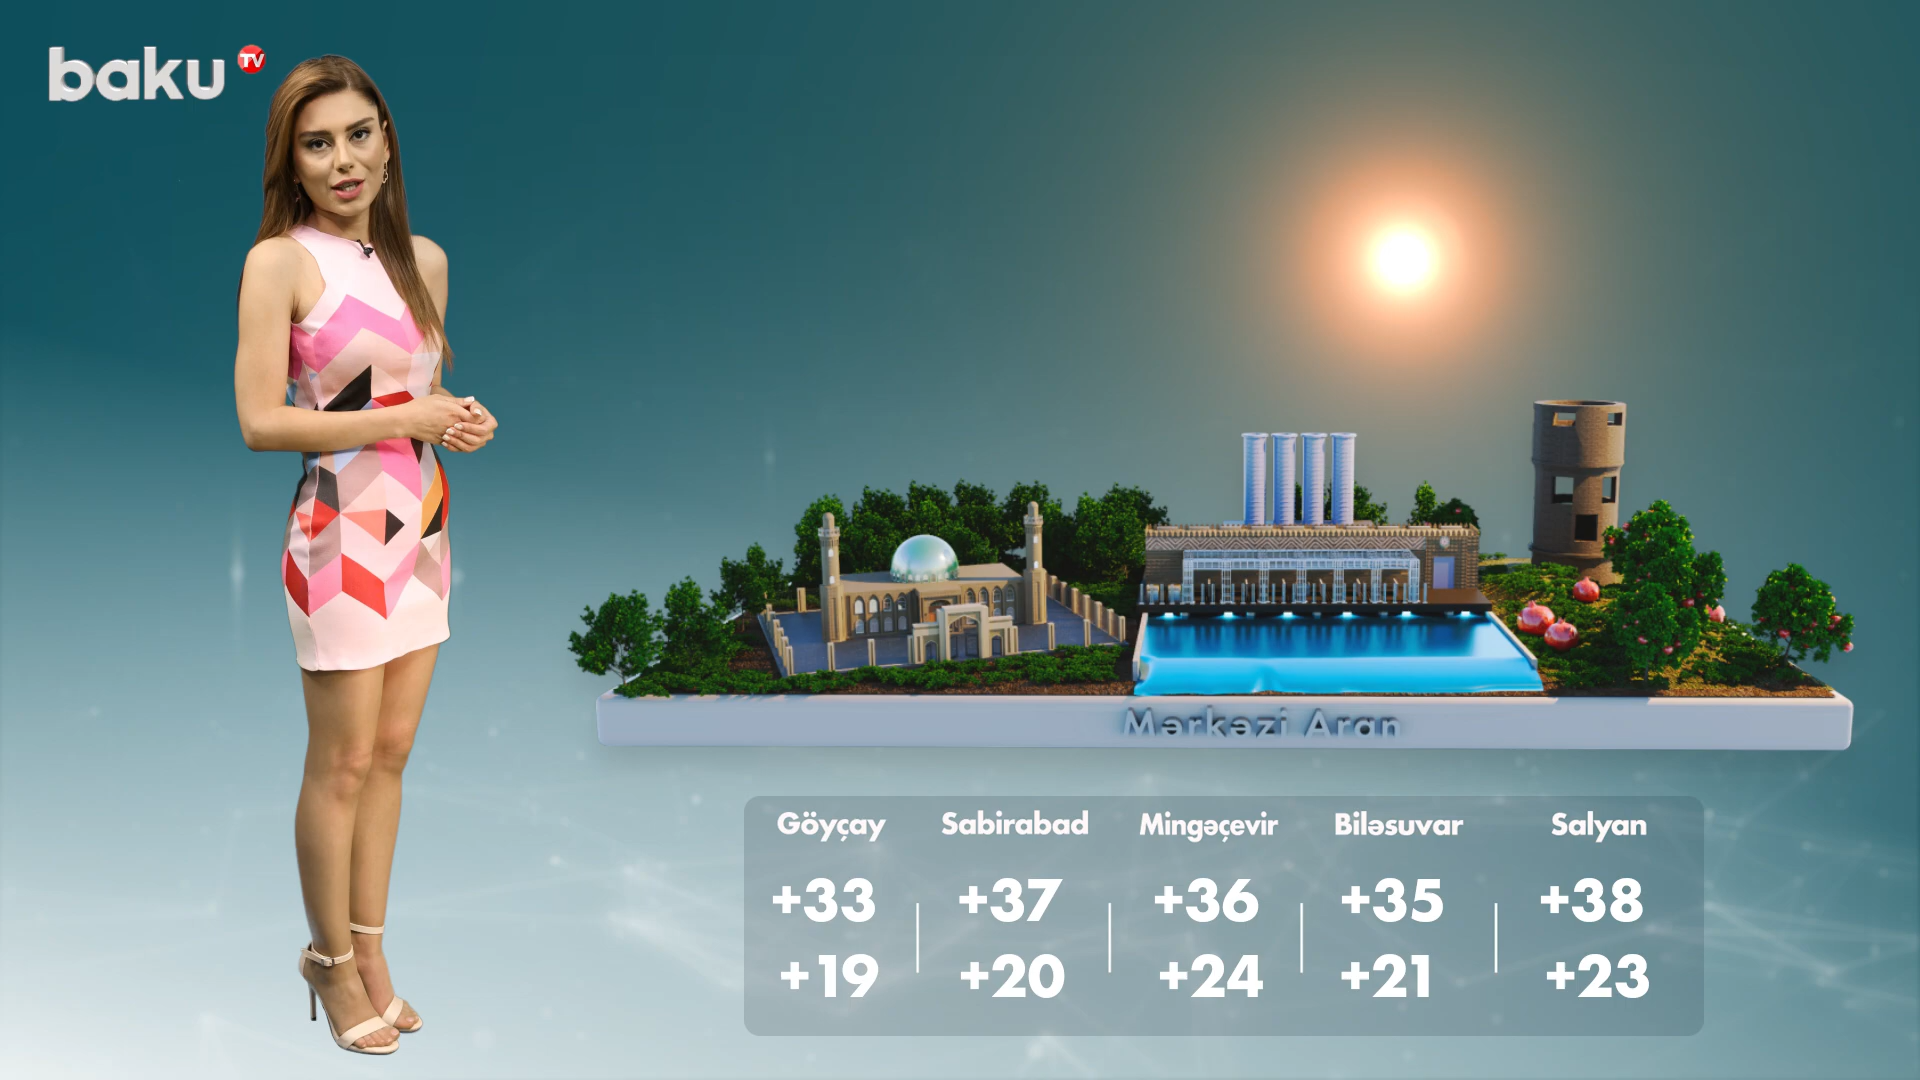 baku TV
Mərkəzi Aran
Göyçay Sabirabad Mingəçevir Biləsuvar Salyan
+33 +37 +36 +35 +38
+19 +20 +24 +21 +23